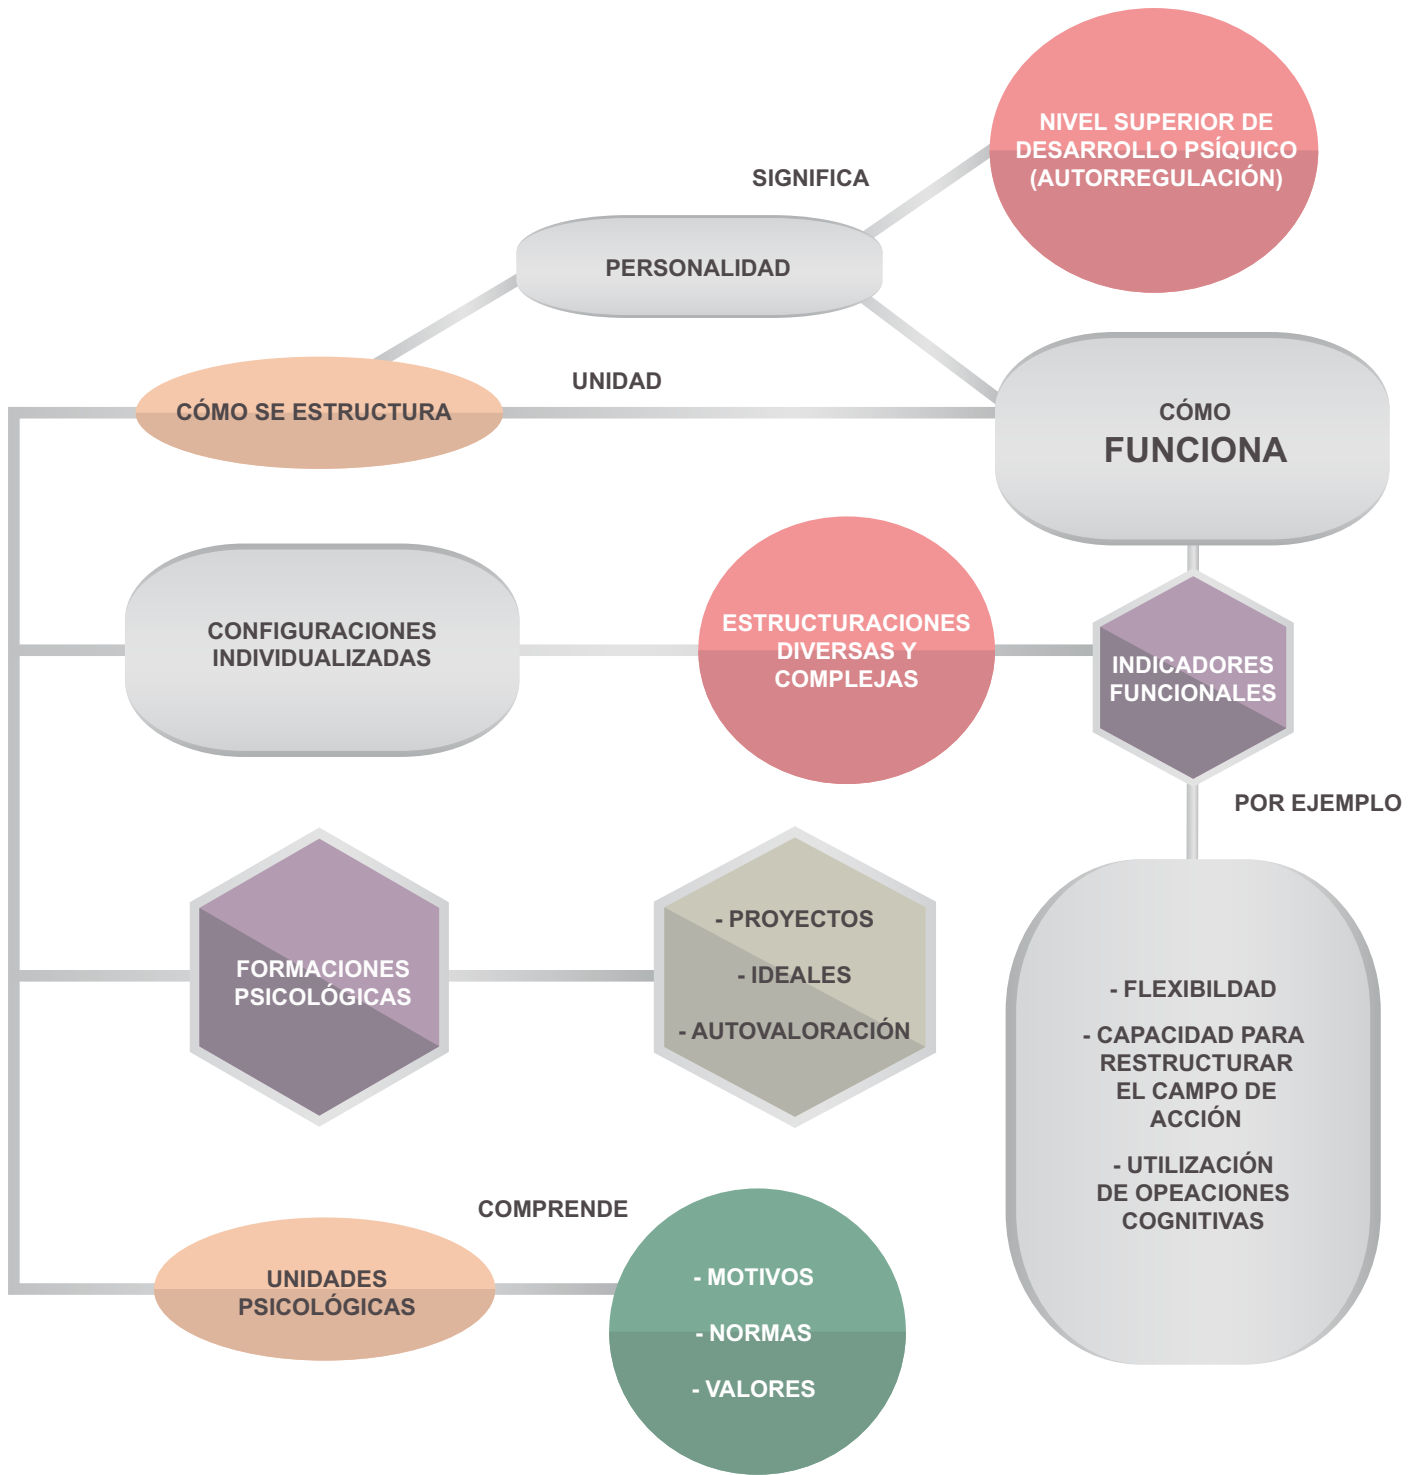 NIVEL SUPERIOR DE
DESARROLLO PSÍQUICO
(AUTORREGULACIÓN)
SIGNIFICA
PERSONALIDAD
UNIDAD
CÓMO SE ESTRUCTURA
CÓMO
FUNCIONA
CONFIGURACIONES
INDIVIDUALIZADAS
ESTRUCTURACIONES
DIVERSAS Y
COMPLEJAS
INDICADORES
FUNCIONALES
POR EJEMPLO
FORMACIONES
PSICOLÓGICAS
- PROYECTOS
- IDEALES
- AUTOVALORACIÓN
- FLEXIBILDAD
- CAPACIDAD PARA
RESTRUCTURAR
EL CAMPO DE
ACCIÓN
- UTILIZACIÓN
DE OPEACIONES
COGNITIVAS
COMPRENDE
UNIDADES
PSICOLÓGICAS
- MOTIVOS
- NORMAS
- VALORES